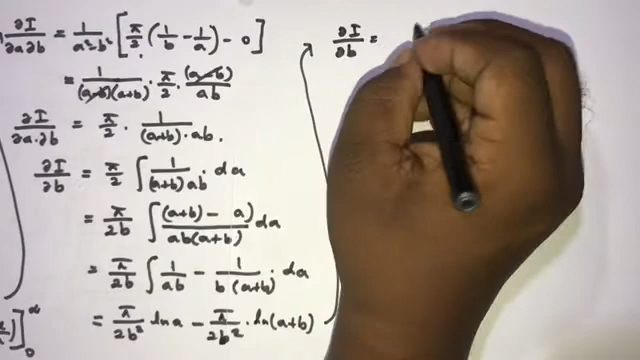 ∂I/∂a∂b = 1/(a²-b²) [π/2 (1/b - 1/a) - 0]
= 1/((a-b)(a+b)) · π/2 · (a-b)/ab
∂I/∂a·∂b = π/2 · 1/((a+b)·ab).
∂I/∂b = π/2 ∫ 1/((a+b)ab) · da
= π/2b ∫ ((a+b) - a)/(ab(a+b)) da
= π/2b ∫ 1/ab - 1/(b(a+b)) · da
= π/2b² ln a - π/2b² · ln(a+b)
]₀^∞
∂I/∂b =